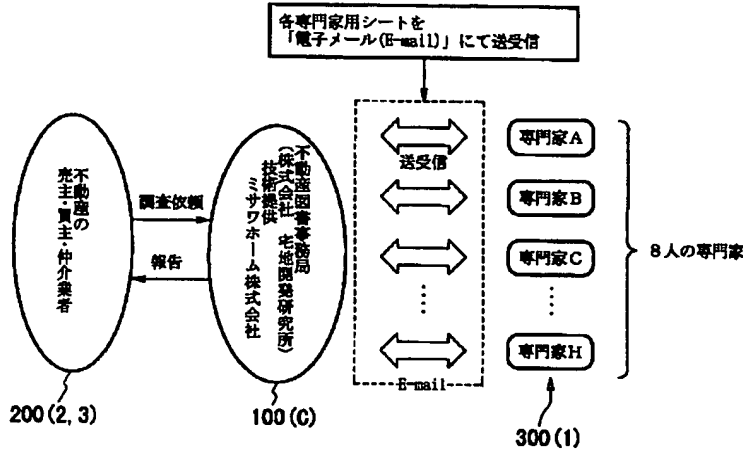 各専門家用シートを
「電子メール(E-mail)」にて送受信
不動産の
売主・買主・仲介業者
調査依頼
報告
不動産図書事務局
(株式会社 宅地開発研究所)
技術提供
ミサワホーム株式会社
送受信
E-mail
専門家A
専門家B
専門家C
専門家H
8人の専門家
200(2,3)
100(C)
300(1)